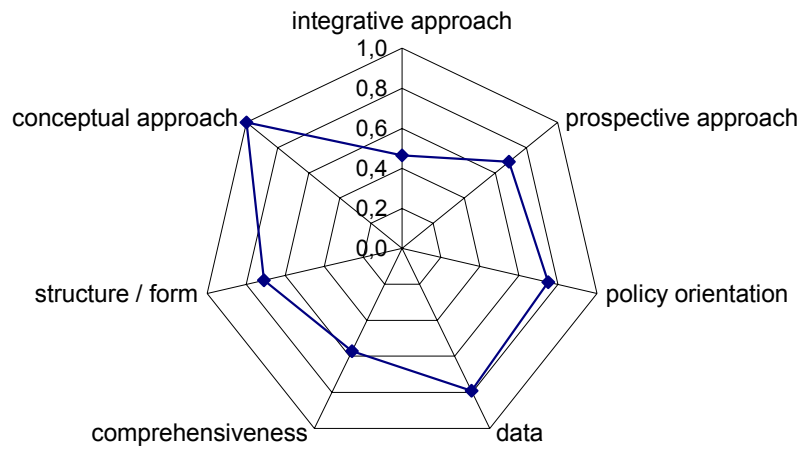 integrative approach
1,0
0,8
0,6
0,4
0,2
0,0
conceptual approach
prospective approach
structure / form
policy orientation
comprehensiveness
data